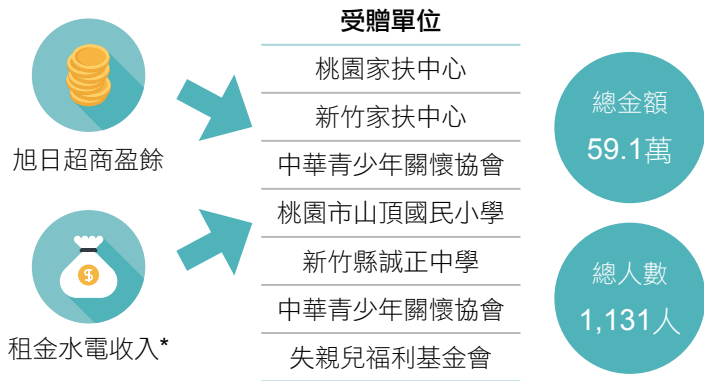 旭日超商盈餘
租金水電收入*
受贈單位
桃園家扶中心
新竹家扶中心
中華青少年關懷協會
桃園市山頂國民小學
新竹縣誠正中學
中華青少年關懷協會
失親兒福利基金會
總金額
59.1萬
總人數
1,131人
$